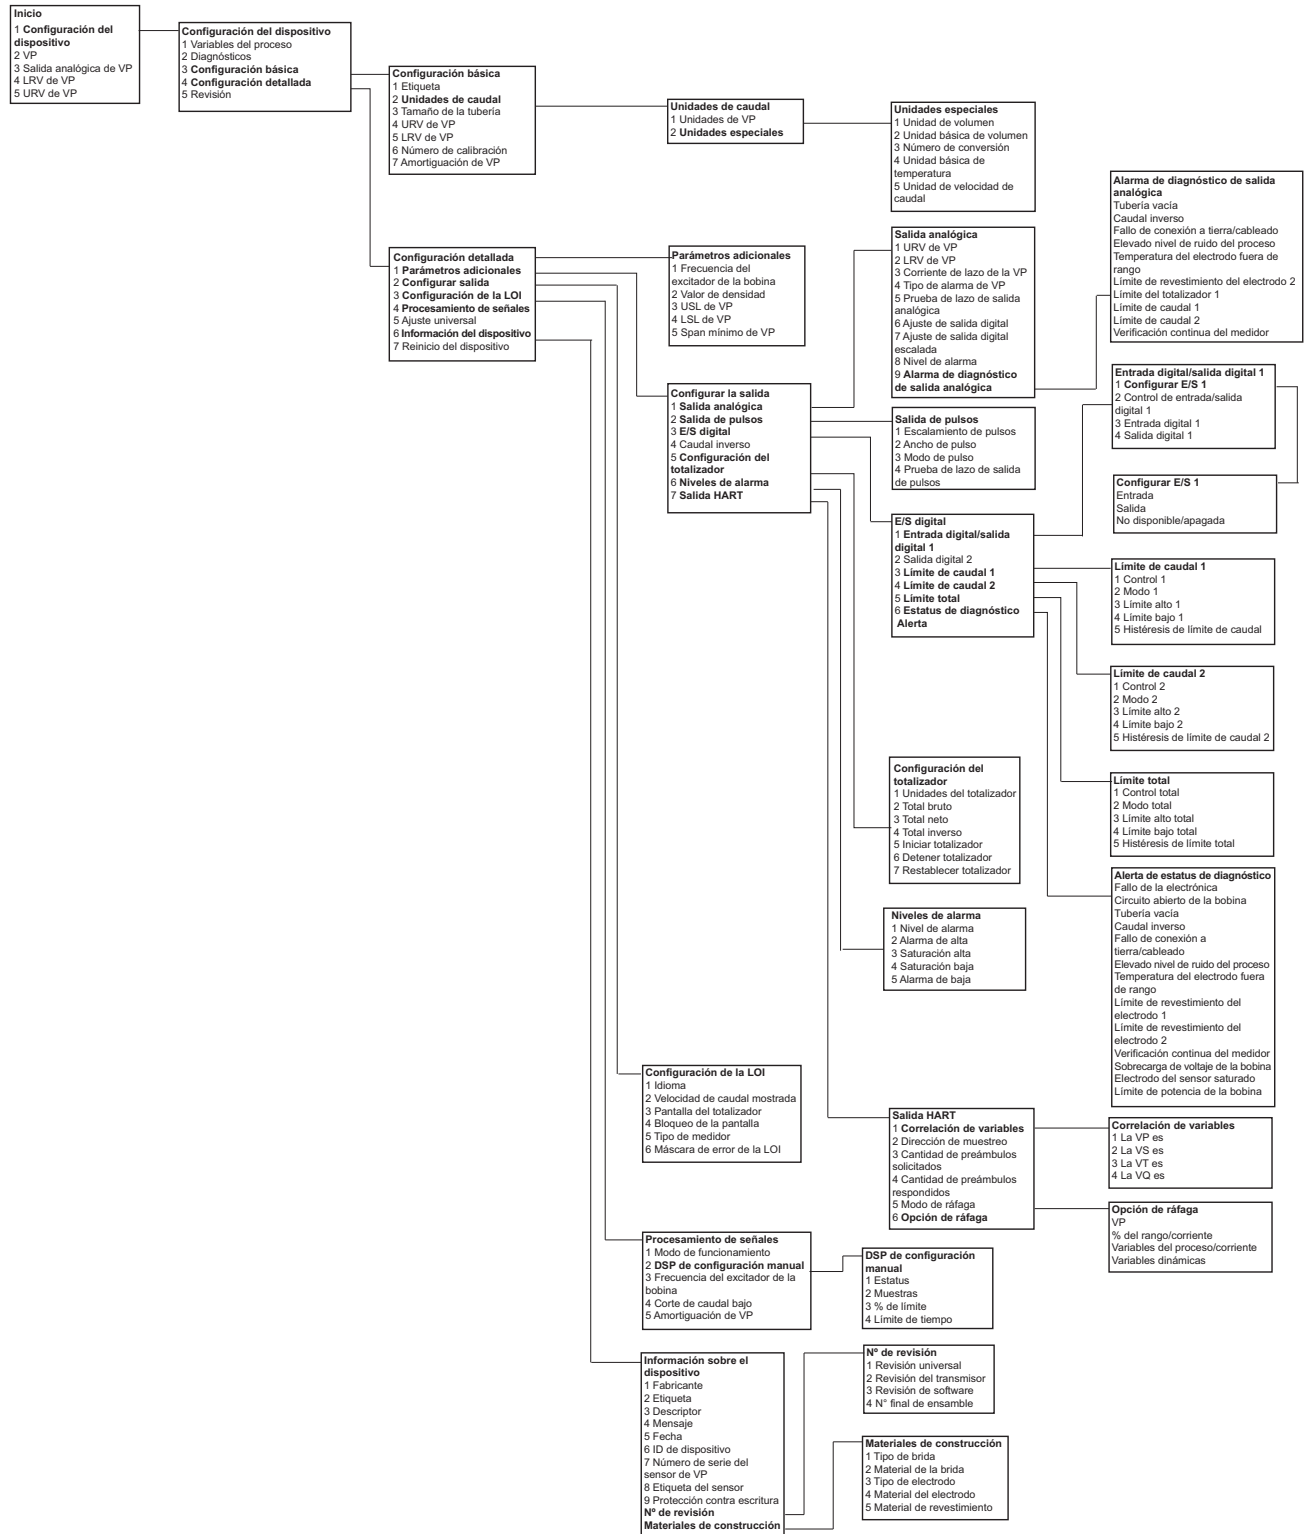 Inicio
1 Configuración del
dispositivo
2 VP
3 Salida analógica de VP
4 LRV de VP
5 URV de VP
Configuración del dispositivo
1 Variables del proceso
2 Diagnósticos
3 Configuración básica
4 Configuración detallada
5 Revisión
Configuración básica
1 Etiqueta
2 Unidades de caudal
3 Tamaño de la tubería
4 URV de VP
5 LRV de VP
6 Número de calibración
7 Amortiguación de VP
Unidades de caudal
1 Unidades de VP
2 Unidades especiales
Unidades especiales
1 Unidad de volumen
2 Unidad básica de volumen
3 Número de conversión
4 Unidad básica de
temperatura
5 Unidad de velocidad de
caudal
Configuración detallada
1 Parámetros adicionales
2 Configurar salida
3 Configuración de la LOI
4 Procesamiento de señales
5 Ajuste universal
6 Información del dispositivo
7 Reinicio del dispositivo
Parámetros adicionales
1 Frecuencia del
excitador de la bobina
2 Valor de densidad
3 USL de VP
4 LSL de VP
5 Span mínimo de VP
Salida analógica
1 URV de VP
2 LRV de VP
3 Corriente de lazo de la VP
4 Tipo de alarma de VP
5 Prueba de lazo de salida
analógica
6 Ajuste de salida digital
7 Ajuste de salida digital
escalada
8 Nivel de alarma
9 Alarma de diagnóstico
de salida analógica
Alarma de diagnóstico de salida
analógica
Tubería vacía
Caudal inverso
Fallo de conexión a tierra/cableado
Elevado nivel de ruido del proceso
Temperatura del electrodo fuera de
rango
Límite de revestimiento del electrodo 2
Límite del totalizador 1
Límite de caudal 1
Límite de caudal 2
Verificación continua del medidor
Configurar la salida
1 Salida analógica
2 Salida de pulsos
3 E/S digital
4 Caudal inverso
5 Configuración del
totalizador
6 Niveles de alarma
7 Salida HART
Salida de pulsos
1 Escalamiento de pulsos
2 Ancho de pulso
3 Modo de pulso
4 Prueba de lazo de salida
de pulsos
Entrada digital/salida digital 1
1 Configurar E/S 1
2 Control de entrada/salida
digital 1
3 Entrada digital 1
4 Salida digital 1
Configurar E/S 1
Entrada
Salida
No disponible/apagada
E/S digital
1 Entrada digital/salida
digital 1
2 Salida digital 2
3 Límite de caudal 1
4 Límite de caudal 2
5 Límite total
6 Estatus de diagnóstico
Alerta
Límite de caudal 1
1 Control 1
2 Modo 1
3 Límite alto 1
4 Límite bajo 1
5 Histéresis de límite de caudal
Límite de caudal 2
1 Control 2
2 Modo 2
3 Límite alto 2
4 Límite bajo 2
5 Histéresis de límite de caudal 2
Configuración del
totalizador
1 Unidades del totalizador
2 Total bruto
3 Total neto
4 Total inverso
5 Iniciar totalizador
6 Detener totalizador
7 Restablecer totalizador
Límite total
1 Control total
2 Modo total
3 Límite alto total
4 Límite bajo total
5 Histéresis de límite total
Alerta de estatus de diagnóstico
Fallo de la electrónica
Circuito abierto de la bobina
Tubería vacía
Caudal inverso
Fallo de conexión a
tierra/cableado
Elevado nivel de ruido del proceso
Temperatura del electrodo fuera
de rango
Límite de revestimiento del
electrodo 1
Límite de revestimiento del
electrodo 2
Verificación continua del medidor
Sobrecarga de voltaje de la bobina
Electrodo del sensor saturado
Límite de potencia de la bobina
Niveles de alarma
1 Nivel de alarma
2 Alarma de alta
3 Saturación alta
4 Saturación baja
5 Alarma de baja
Configuración de la LOI
1 Idioma
2 Velocidad de caudal mostrada
3 Pantalla del totalizador
4 Bloqueo de la pantalla
5 Tipo de medidor
6 Máscara de error de la LOI
Salida HART
1 Correlación de variables
2 Dirección de muestreo
3 Cantidad de preámbulos
solicitados
4 Cantidad de preámbulos
respondidos
5 Modo de ráfaga
6 Opción de ráfaga
Correlación de variables
1 La VP es
2 La VS es
3 La VT es
4 La VQ es
Opción de ráfaga
VP
% del rango/corriente
Variables del proceso/corriente
Variables dinámicas
Procesamiento de señales
1 Modo de funcionamiento
2 DSP de configuración manual
3 Frecuencia del excitador de la
bobina
4 Corte de caudal bajo
5 Amortiguación de VP
DSP de configuración
manual
1 Estatus
2 Muestras
3 % de límite
4 Límite de tiempo
Información sobre el
dispositivo
1 Fabricante
2 Etiqueta
3 Descriptor
4 Mensaje
5 Fecha
6 ID de dispositivo
7 Número de serie del
sensor de VP
8 Etiqueta del sensor
9 Protección contra escritura
Nº de revisión
Materiales de construcción
Nº de revisión
1 Revisión universal
2 Revisión del transmisor
3 Revisión de software
4 N° final de ensamble
Materiales de construcción
1 Tipo de brida
2 Material de la brida
3 Tipo de electrodo
4 Material del electrodo
5 Material de revestimiento